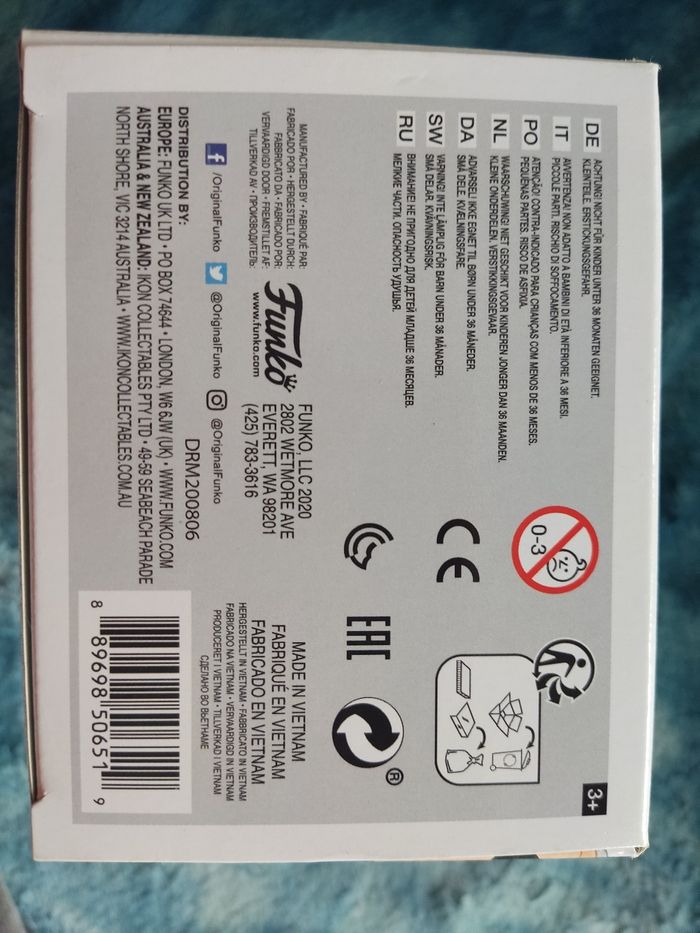 DE ACHTUNG! NICHT FÜR KINDER UNTER 36 MONATEN GEEIGNET.
KLEINTEILE. ERSTICKUNGSGEFAHR.
IT AVVERTENZA! NON ADATTO A BAMBINI DI ETÀ INFERIORE A 36 MESI.
PICCOLE PARTI. RISCHIO DI SOFFOCAMENTO.
PO ATENÇÃO! CONTRA-INDICADO PARA CRIANÇAS COM MENOS DE 36 MESES.
PEQUENAS PARTES. RISCO DE ASFIXIA.
NL WAARSCHUWING! NIET GESCHIKT VOOR KINDEREN JONGER DAN 36 MAANDEN.
KLEINE ONDERDELEN. VERSTIKKINGSGEVAAR.
DA ADVARSEL! IKKE EGNET TIL BØRN UNDER 36 MÅNEDER.
SMÅ DELE. KVÆLNINGSFARE.
SW VARNING! INTE LÄMPLIG FÖR BARN UNDER 36 MÅNADER.
SMÅ DELAR. KVÄVNINGSRISK.
RU ВНИМАНИЕ! НЕ ПРИГОДНО ДЛЯ ДЕТЕЙ МЛАДШЕ 36 МЕСЯЦЕВ.
МЕЛКИЕ ЧАСТИ. ОПАСНОСТЬ УДУШЬЯ.
3+
0-3
CE
EAC
®
MANUFACTURED BY • FABRIQUÉ PAR:
FABRICADO POR • HERGESTELLT DURCH:
FABBRICATO DA • FABRICADO POR:
VERVAARDIGD DOOR • FREMSTILLET AF:
TILLVERKAD AV • ПРОИЗВОДИТЕЛЬ:
Funko
www.funko.com
FUNKO, LLC 2020
2802 WETMORE AVE
EVERETT, WA 98201
(425) 783-3616
/OriginalFunko @OriginalFunko @OriginalFunko
DRM200806
DISTRIBUTION BY:
EUROPE: FUNKO UK LTD • PO BOX 74644 • LONDON, W6 6JW (UK) • WWW.FUNKO.COM
AUSTRALIA & NEW ZEALAND: IKON COLLECTABLES PTY LTD • 49-59 SEABEACH PARADE
NORTH SHORE, VIC 3214 AUSTRALIA • WWW.IKONCOLLECTABLES.COM.AU
MADE IN VIETNAM
FABRIQUÉ EN VIETNAM
FABRICADO EN VIETNAM
HERGESTELLT IN VIETNAM • FABBRICATO IN VIETNAM
FABRICADO NA VIETNAM • VERVAARDIGD IN VIETNAM
PRODUCERET I VIETNAM • TILLVERKAD I VIETNAM
СДЕЛАНО ВО ВЬЕТНАМЕ
8 89698 50651 9